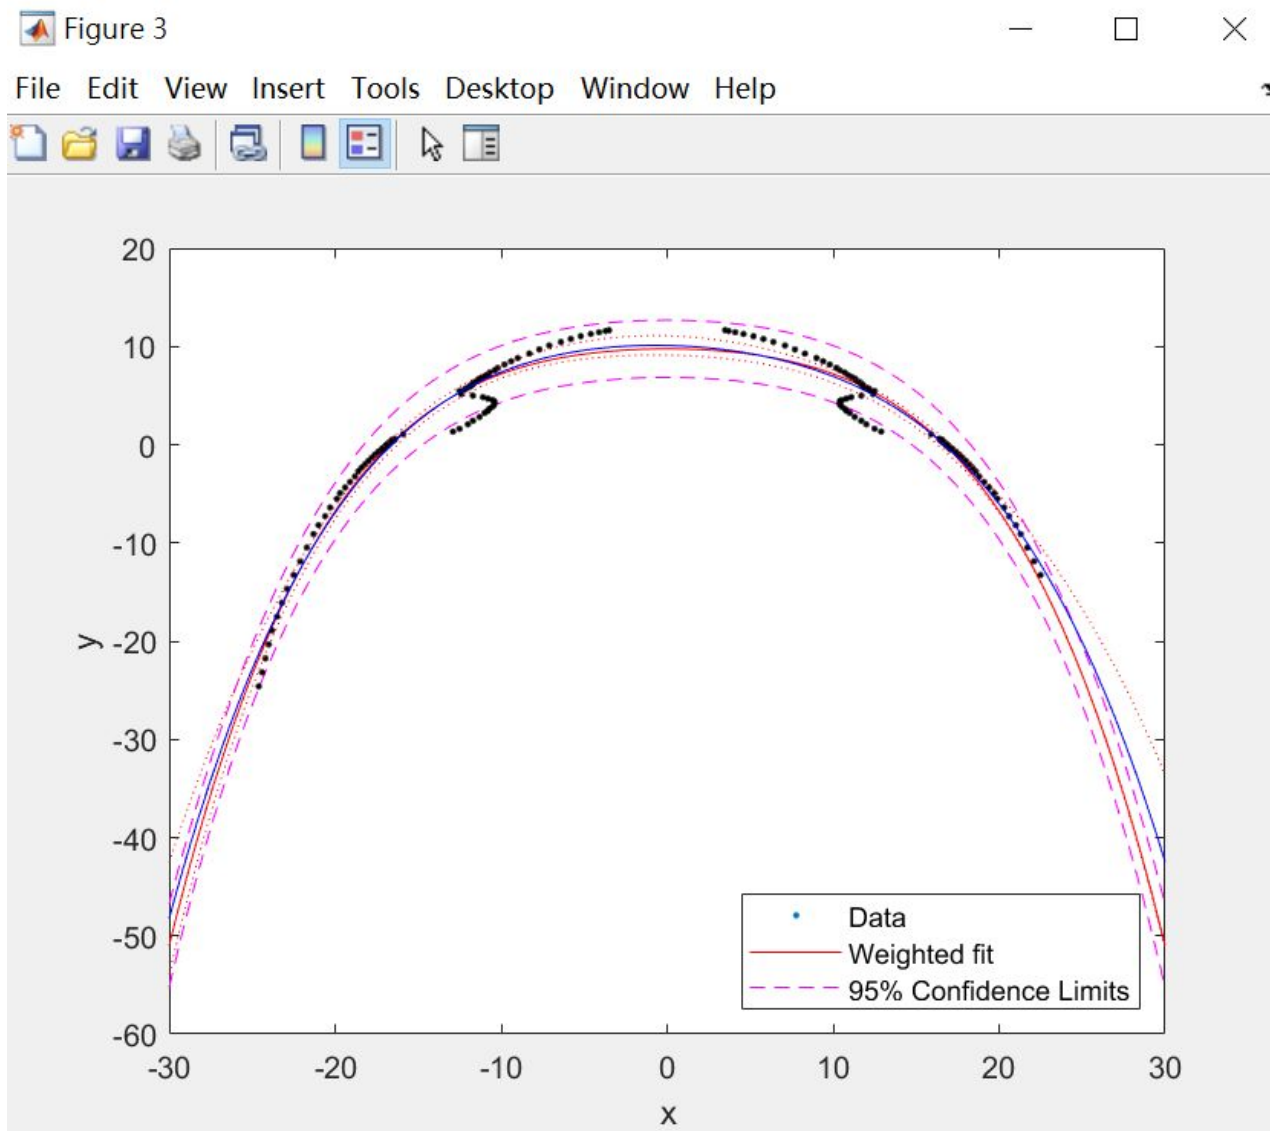 Figure 3
File Edit View Insert Tools Desktop Window Help
20
10
0
-10
-20
-30
-40
-50
-60
y
-30 -20 -10 0 10 20 30
x
Data
Weighted fit
95% Confidence Limits